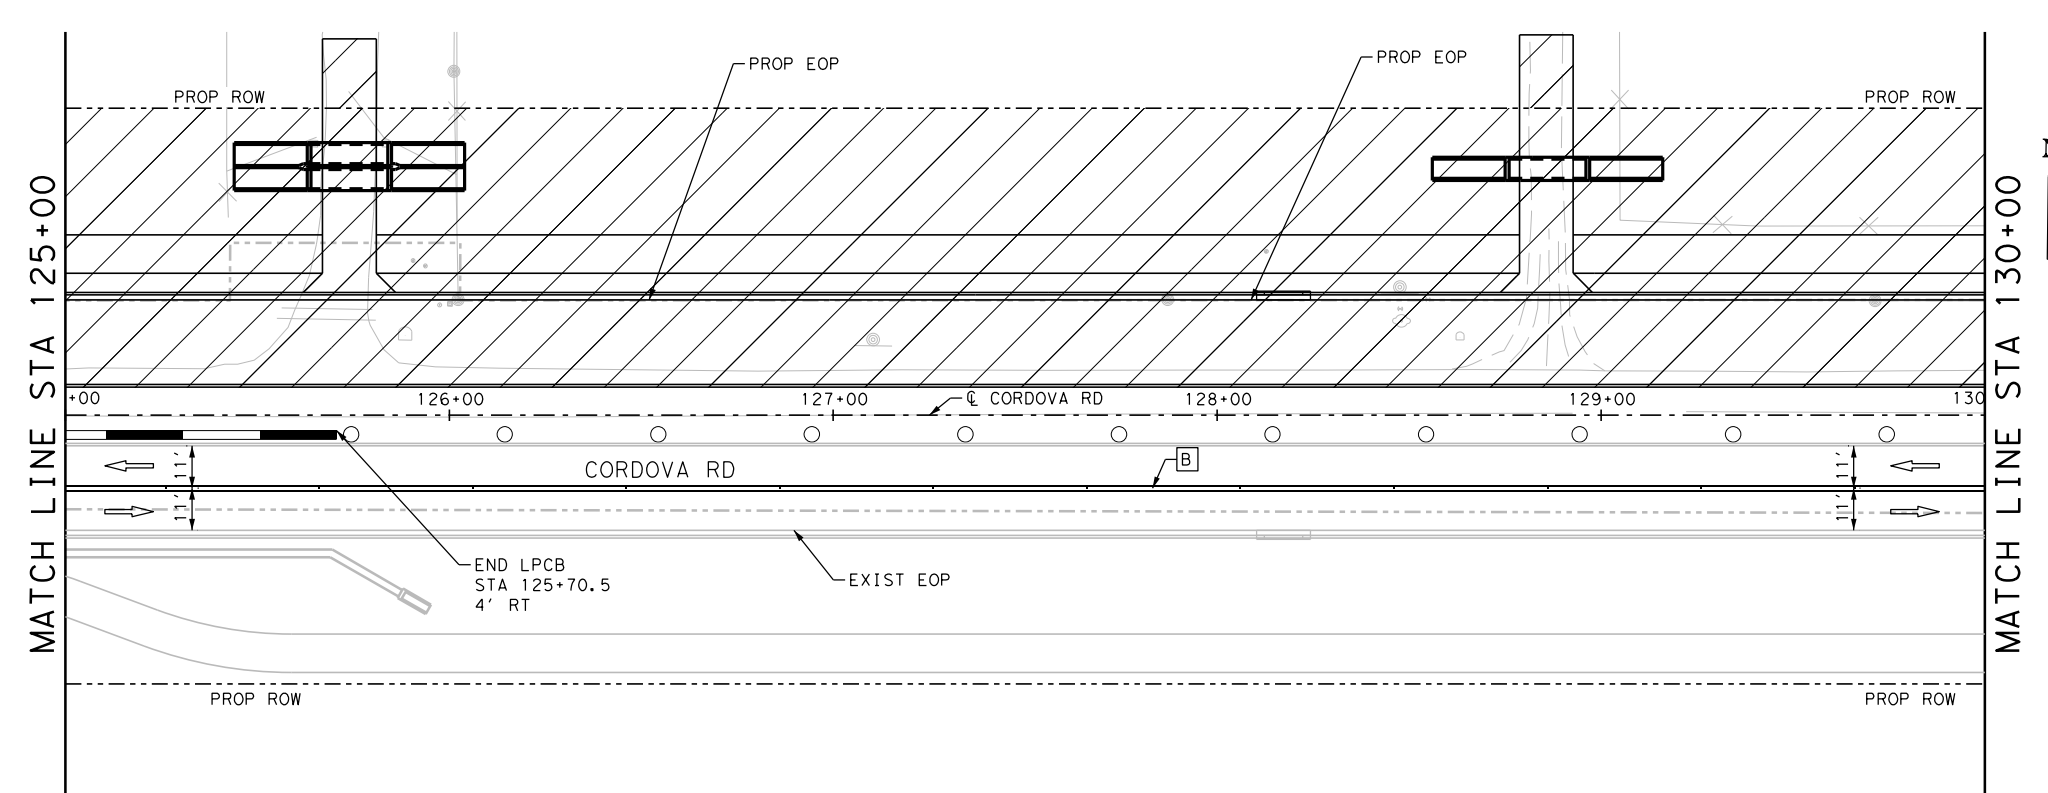 PROP EOP
PROP EOP
PROP ROW
PROP ROW
MATCH LINE STA 125+00
MATCH LINE STA 130+00
+00
126+00
127+00
℄ CORDOVA RD
128+00
129+00
130
11'
11'
CORDOVA RD
B
11'
11'
END LPCB
STA 125+70.5
4' RT
EXIST EOP
PROP ROW
PROP ROW